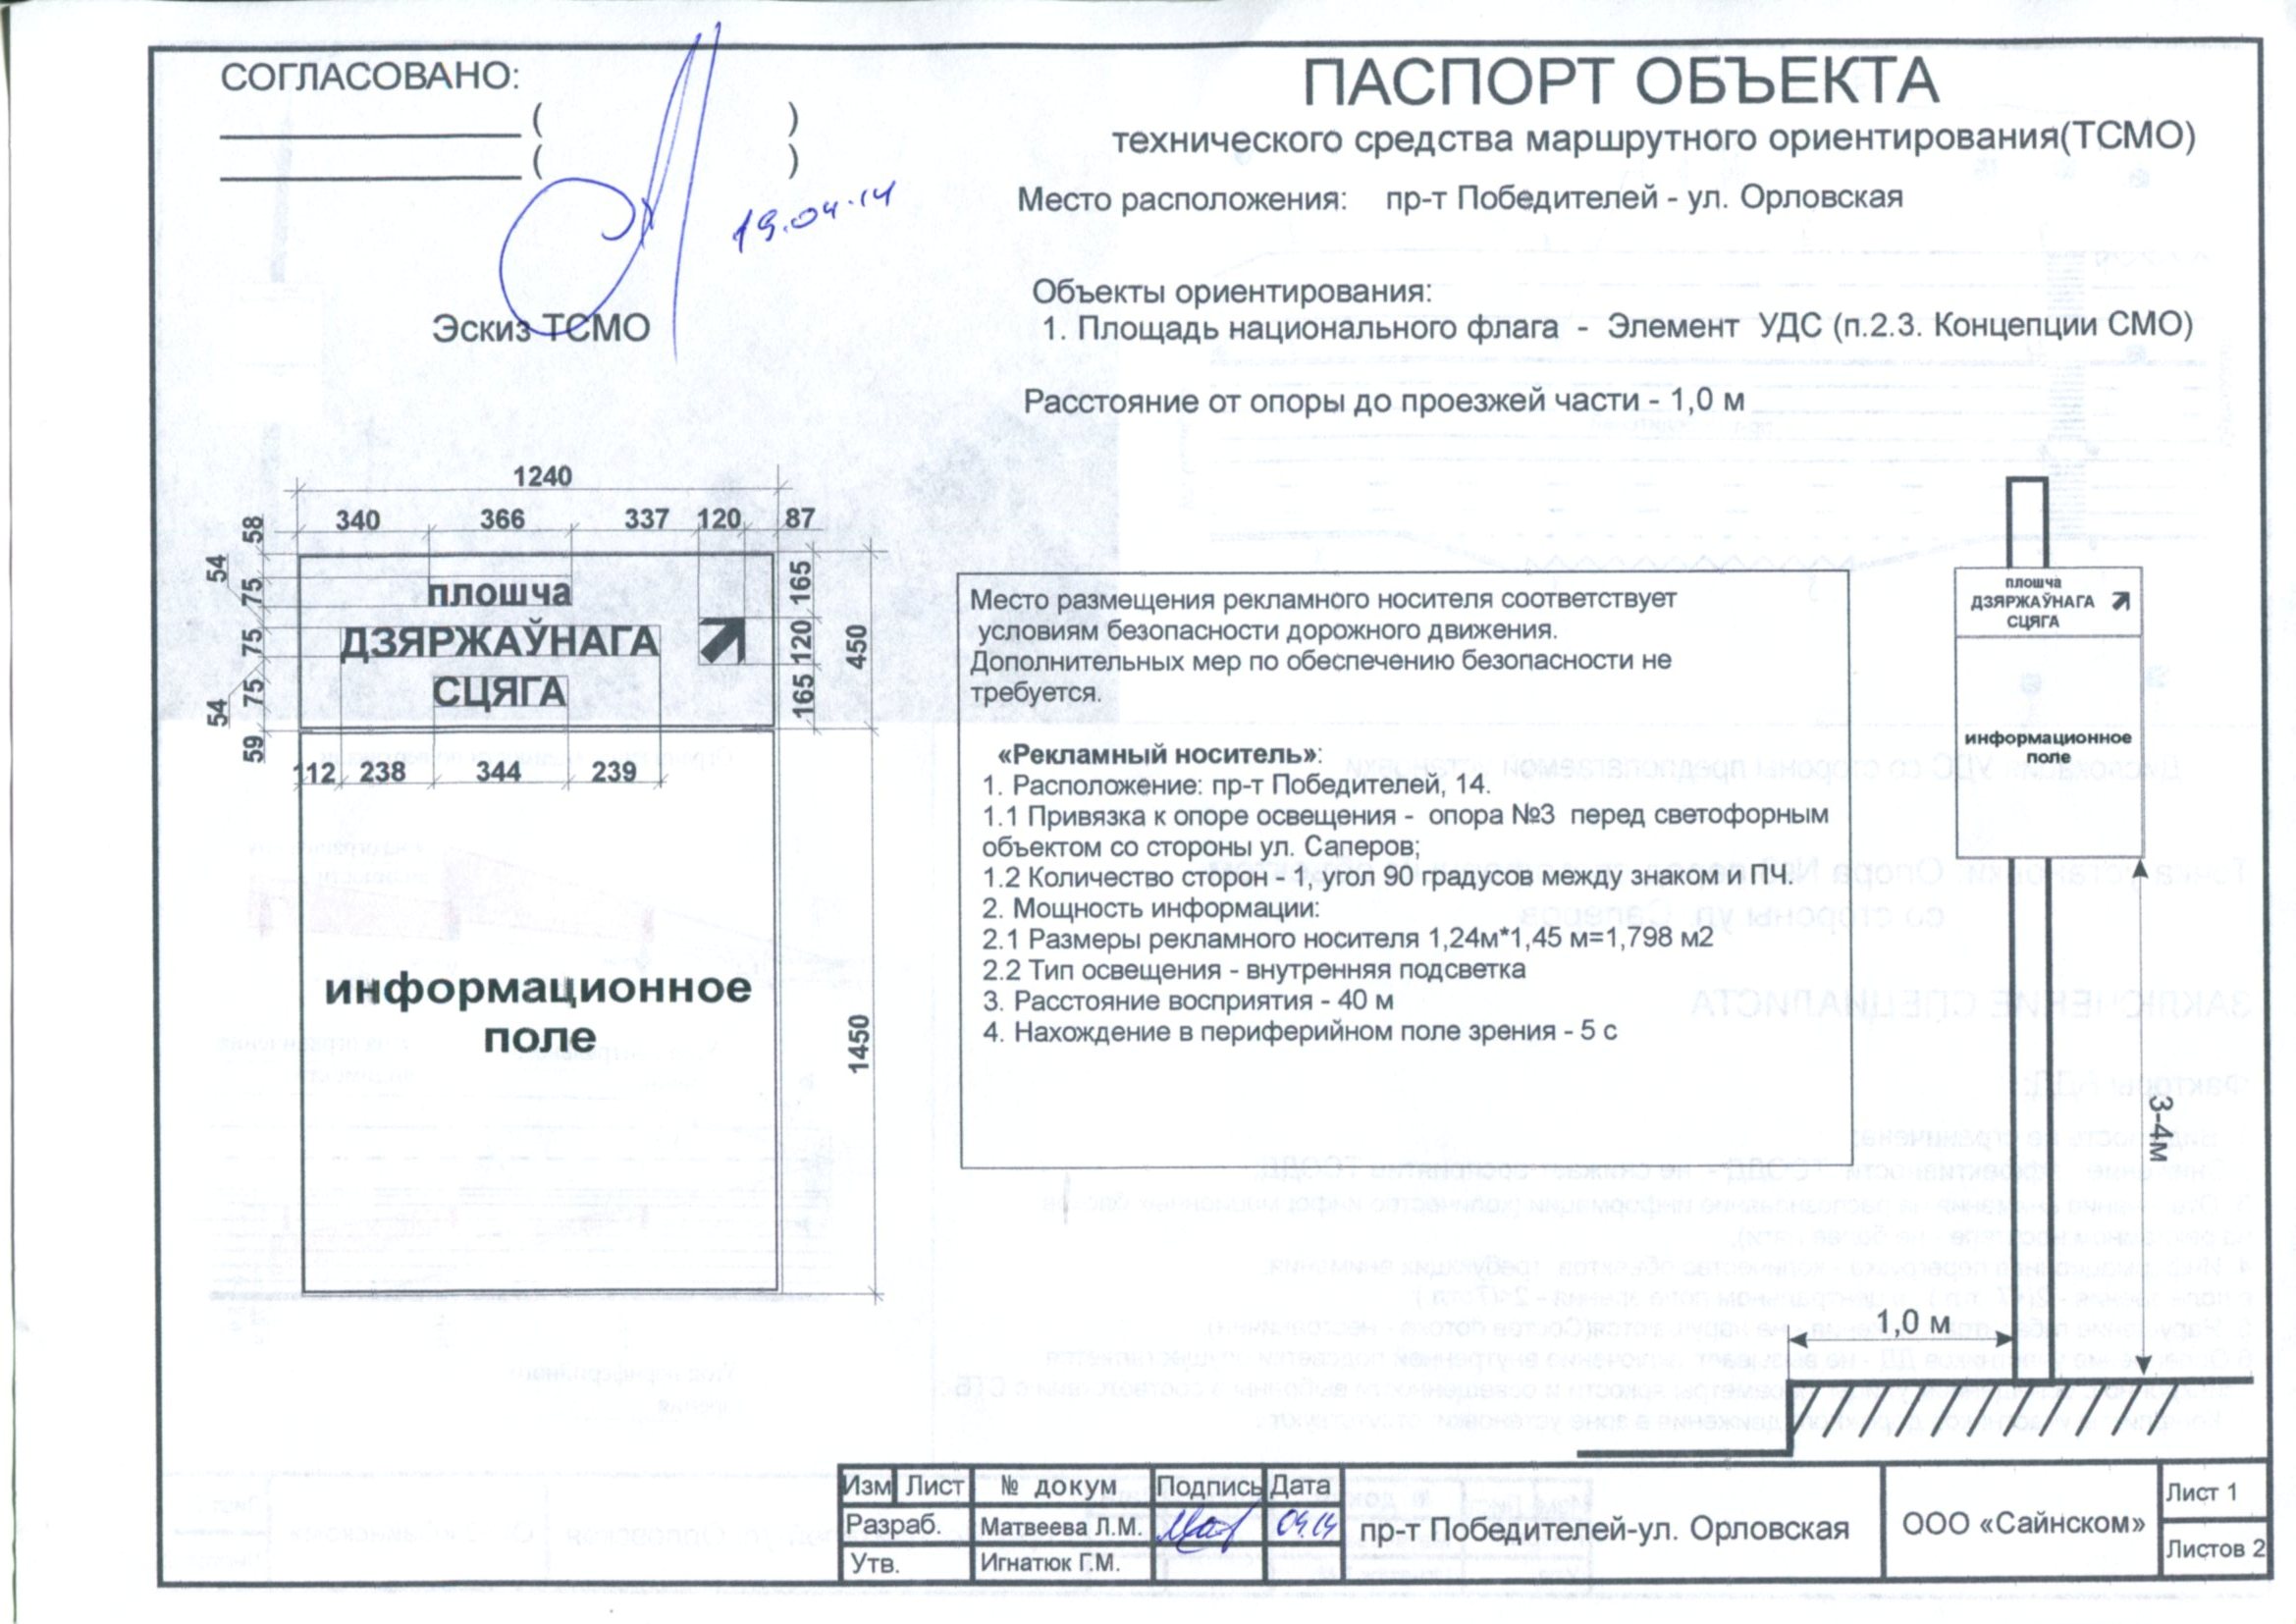 СОГЛАСОВАНО:
( )
( )
19.04.14
ПАСПОРТ ОБЪЕКТА
технического средства маршрутного ориентирования(ТСМО)
Место расположения: пр-т Победителей - ул. Орловская
Объекты ориентирования:
1. Площадь национального флага - Элемент УДС (п.2.3. Концепции СМО)
Расстояние от опоры до проезжей части - 1,0 м
Эскиз ТСМО
1240
340 366 337 120 87
58
54
75
75
75
54
59
165
120
165
450
1450
плошча
ДЗЯРЖАЎНАГА
СЦЯГА
112 238 344 239
информационное
поле
Место размещения рекламного носителя соответствует
условиям безопасности дорожного движения.
Дополнительных мер по обеспечению безопасности не
требуется.
«Рекламный носитель»:
1. Расположение: пр-т Победителей, 14.
1.1 Привязка к опоре освещения - опора №3 перед светофорным
объектом со стороны ул. Саперов;
1.2 Количество сторон - 1, угол 90 градусов между знаком и ПЧ.
2. Мощность информации:
2.1 Размеры рекламного носителя 1,24м*1,45 м=1,798 м2
2.2 Тип освещения - внутренняя подсветка
3. Расстояние восприятия - 40 м
4. Нахождение в периферийном поле зрения - 5 с
плошча
ДЗЯРЖАЎНАГА
СЦЯГА
информационное
поле
3-4м
1,0 м
Изм Лист № докум Подпись Дата
Разраб. Матвеева Л.М. 04.14
Утв. Игнатюк Г.М.
пр-т Победителей-ул. Орловская
ООО «Сайнском»
Лист 1
Листов 2